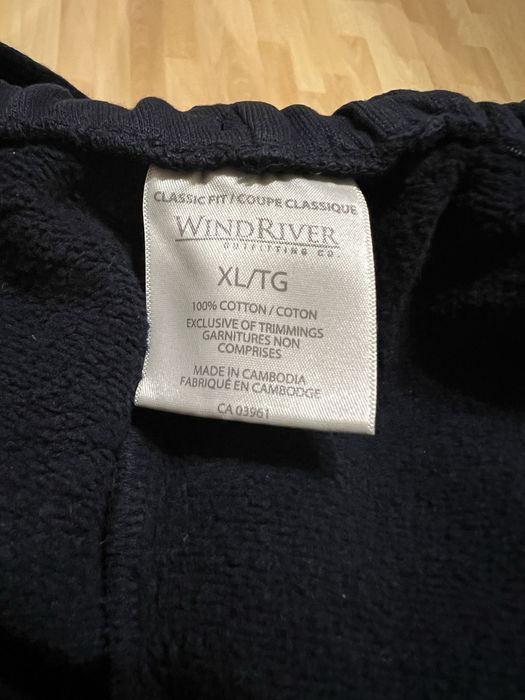 CLASSIC FIT / COUPE CLASSIQUE
WINDRIVER
OUTFITTING CO.
XL/TG
100% COTTON / COTON
EXCLUSIVE OF TRIMMINGS
GARNITURES NON
COMPRISES
MADE IN CAMBODIA
FABRIQUÉ EN CAMBODGE
CA 03961